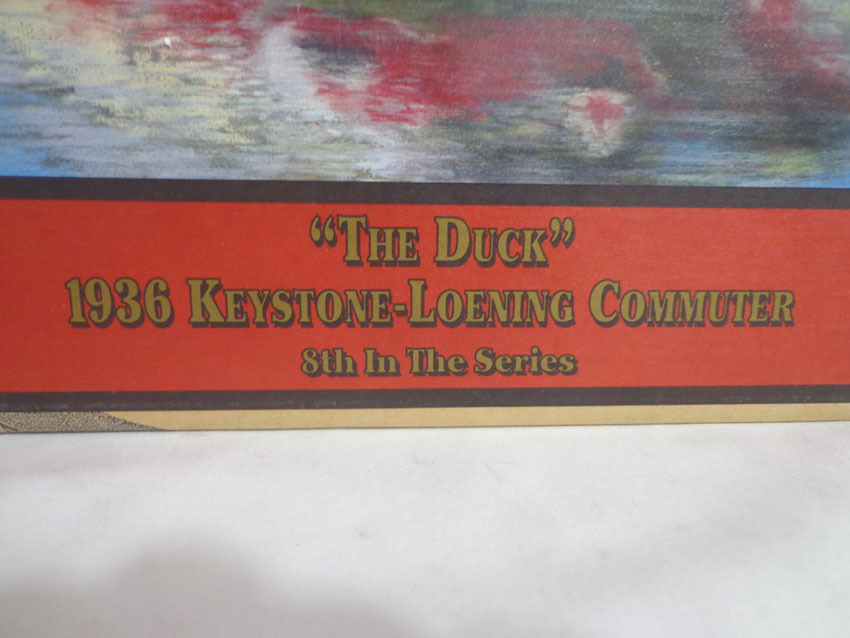 “The Duck”
1936 Keystone-Loening Commuter
8th In The Series